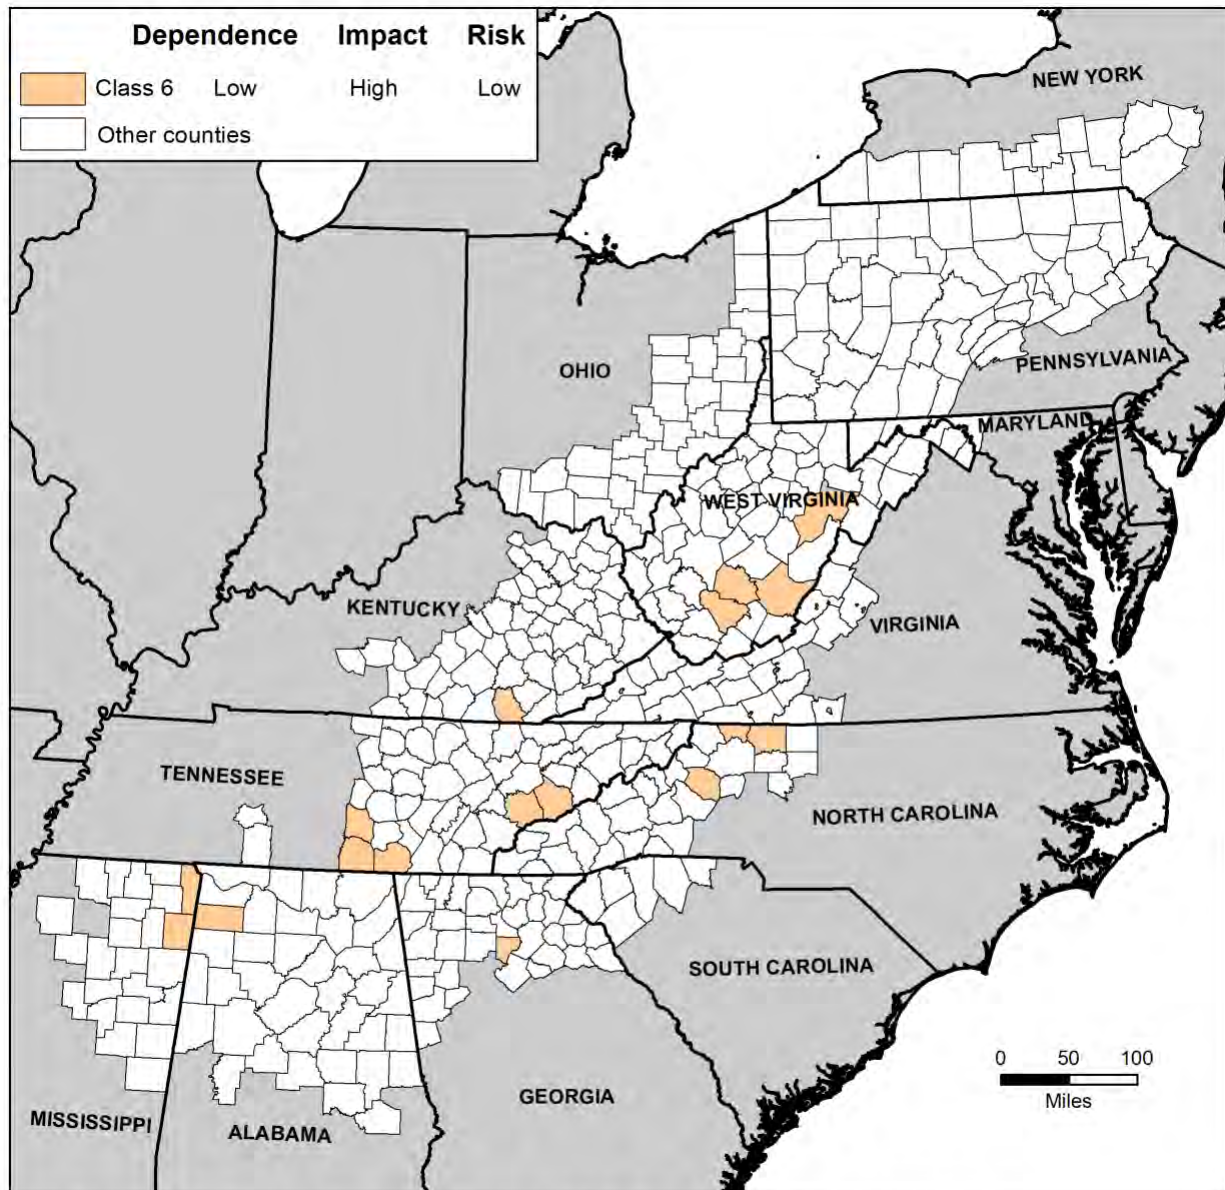 Dependence Impact Risk
Class 6 Low High Low
Other counties
NEW YORK
PENNSYLVANIA
OHIO
MARYLAND
WEST VIRGINIA
KENTUCKY
VIRGINIA
TENNESSEE
NORTH CAROLINA
SOUTH CAROLINA
GEORGIA
MISSISSIPPI
ALABAMA
0 50 100
Miles